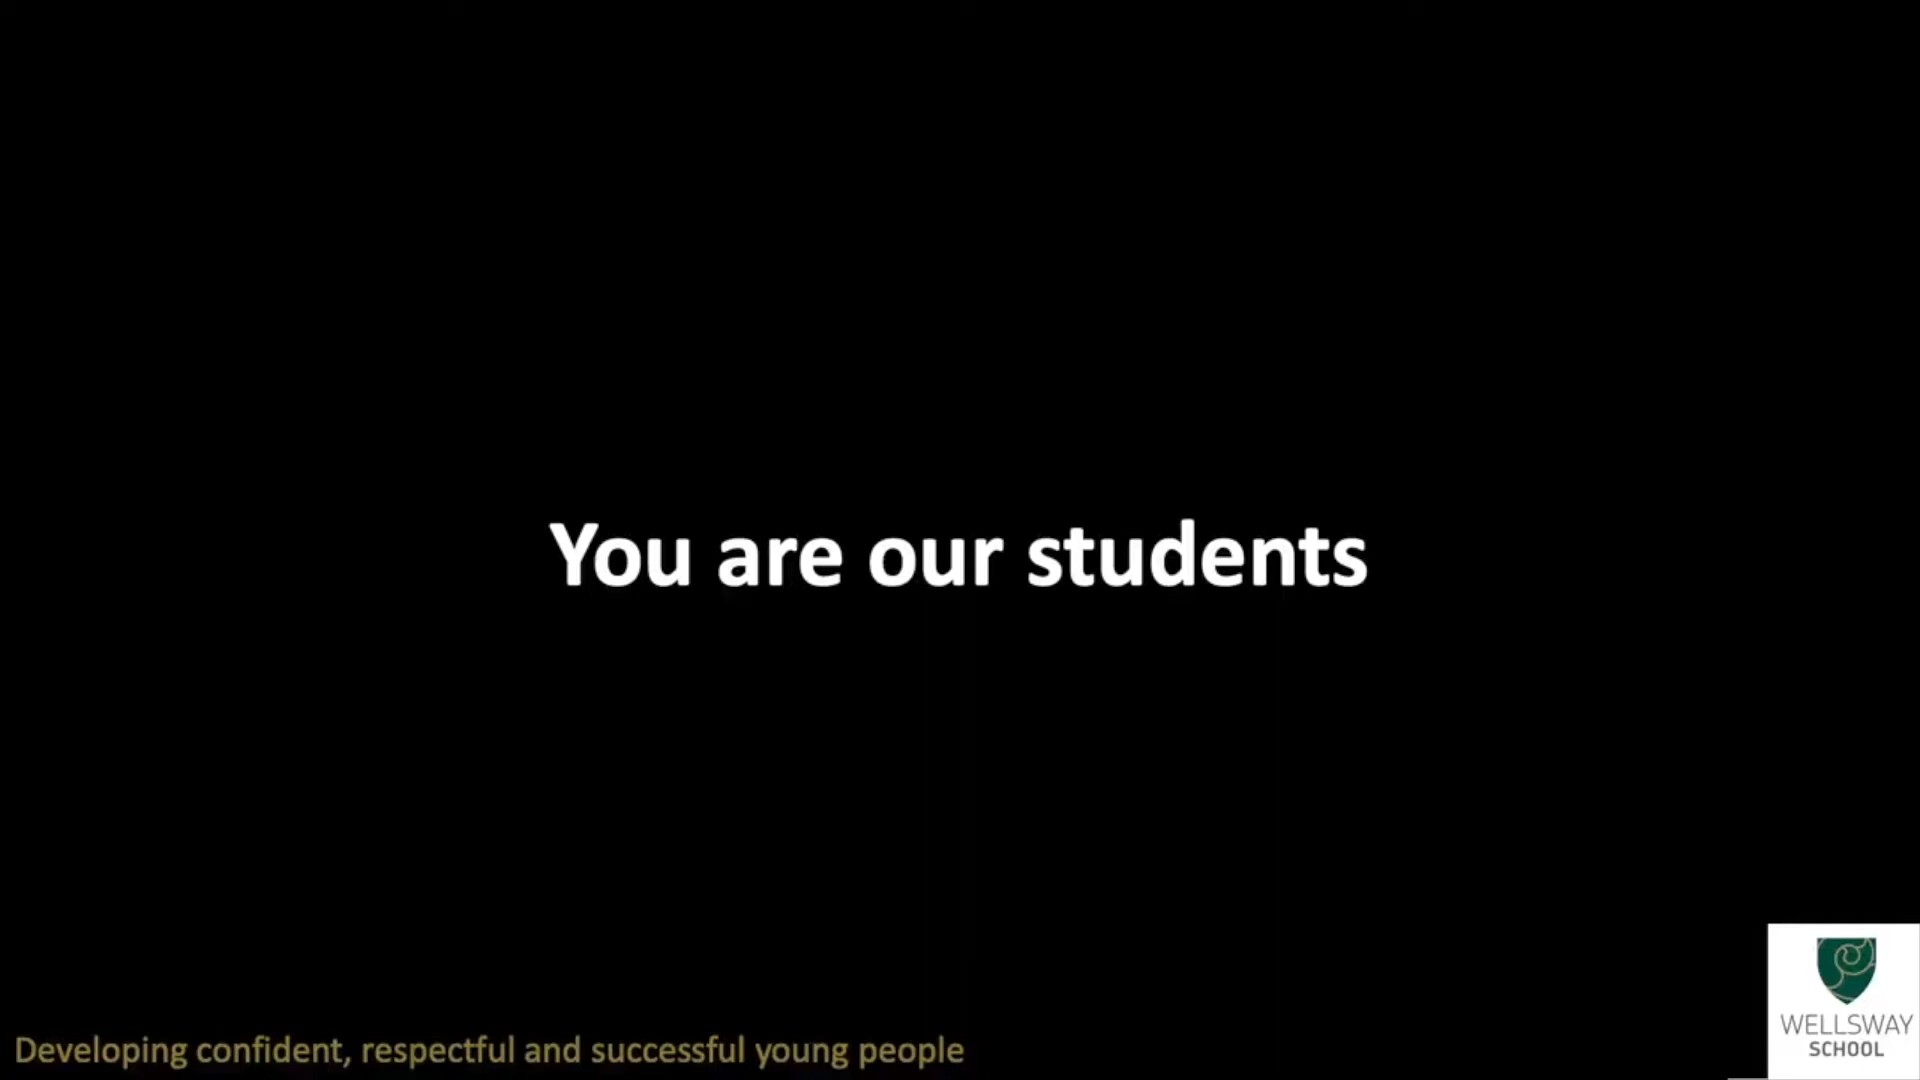 You are our students
Developing confident, respectful and successful young people
WELLSWAY
SCHOOL